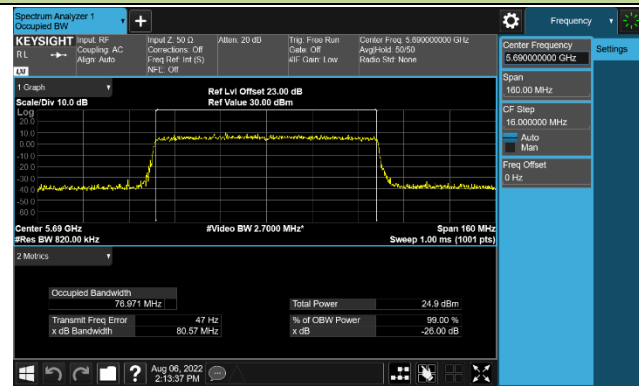 Spectrum Analyzer 1
Occupied BW
Frequency
KEYSIGHT
RL
LXI
Input: RF
Coupling: AC
Align: Auto
Input Z: 50 Ω
Corrections: Off
Freq Ref: Int (S)
NFE: Off
Atten: 20 dB
Trig: Free Run
Gate: Off
#IF Gain: Low
Center Freq: 5.690000000 GHz
Avg|Hold: 50/50
Radio Std: None
Center Frequency
5.690000000 GHz
Settings
Span
160.00 MHz
CF Step
16.000000 MHz
Auto
Man
Freq Offset
0 Hz
1 Graph
Scale/Div 10.0 dB
Ref Lvl Offset 23.00 dB
Ref Value 30.00 dBm
Log
20.0
10.0
0.00
-10.0
-20.0
-30.0
-40.0
-50.0
-60.0
Center 5.69 GHz
#Res BW 820.00 kHz
#Video BW 2.7000 MHz*
Span 160 MHz
Sweep 1.00 ms (1001 pts)
2 Metrics
Occupied Bandwidth
76.971 MHz
Total Power 24.9 dBm
Transmit Freq Error 47 Hz
% of OBW Power 99.00 %
x dB Bandwidth 80.57 MHz
x dB -26.00 dB
?
Aug 06, 2022
2:13:37 PM